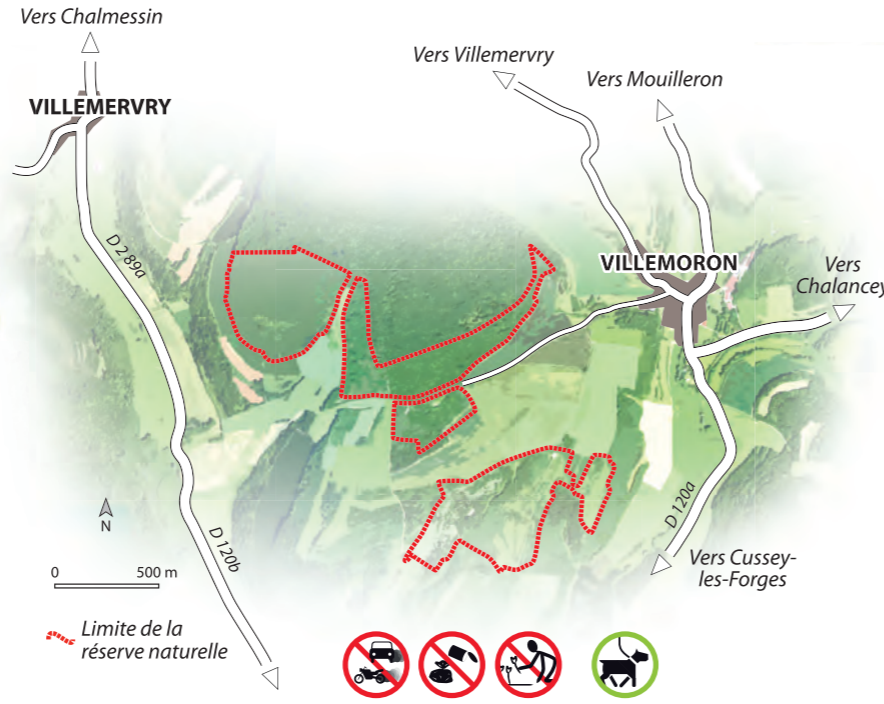 Vers Chalmessin
Vers Villemervry
Vers Mouilleron
VILLEMERVRY
D 289a
VILLEMORON
Vers
Chalancey
D 120a
D 120b
N
Vers Cussey-
les-Forges
0 500 m
Limite de la
réserve naturelle